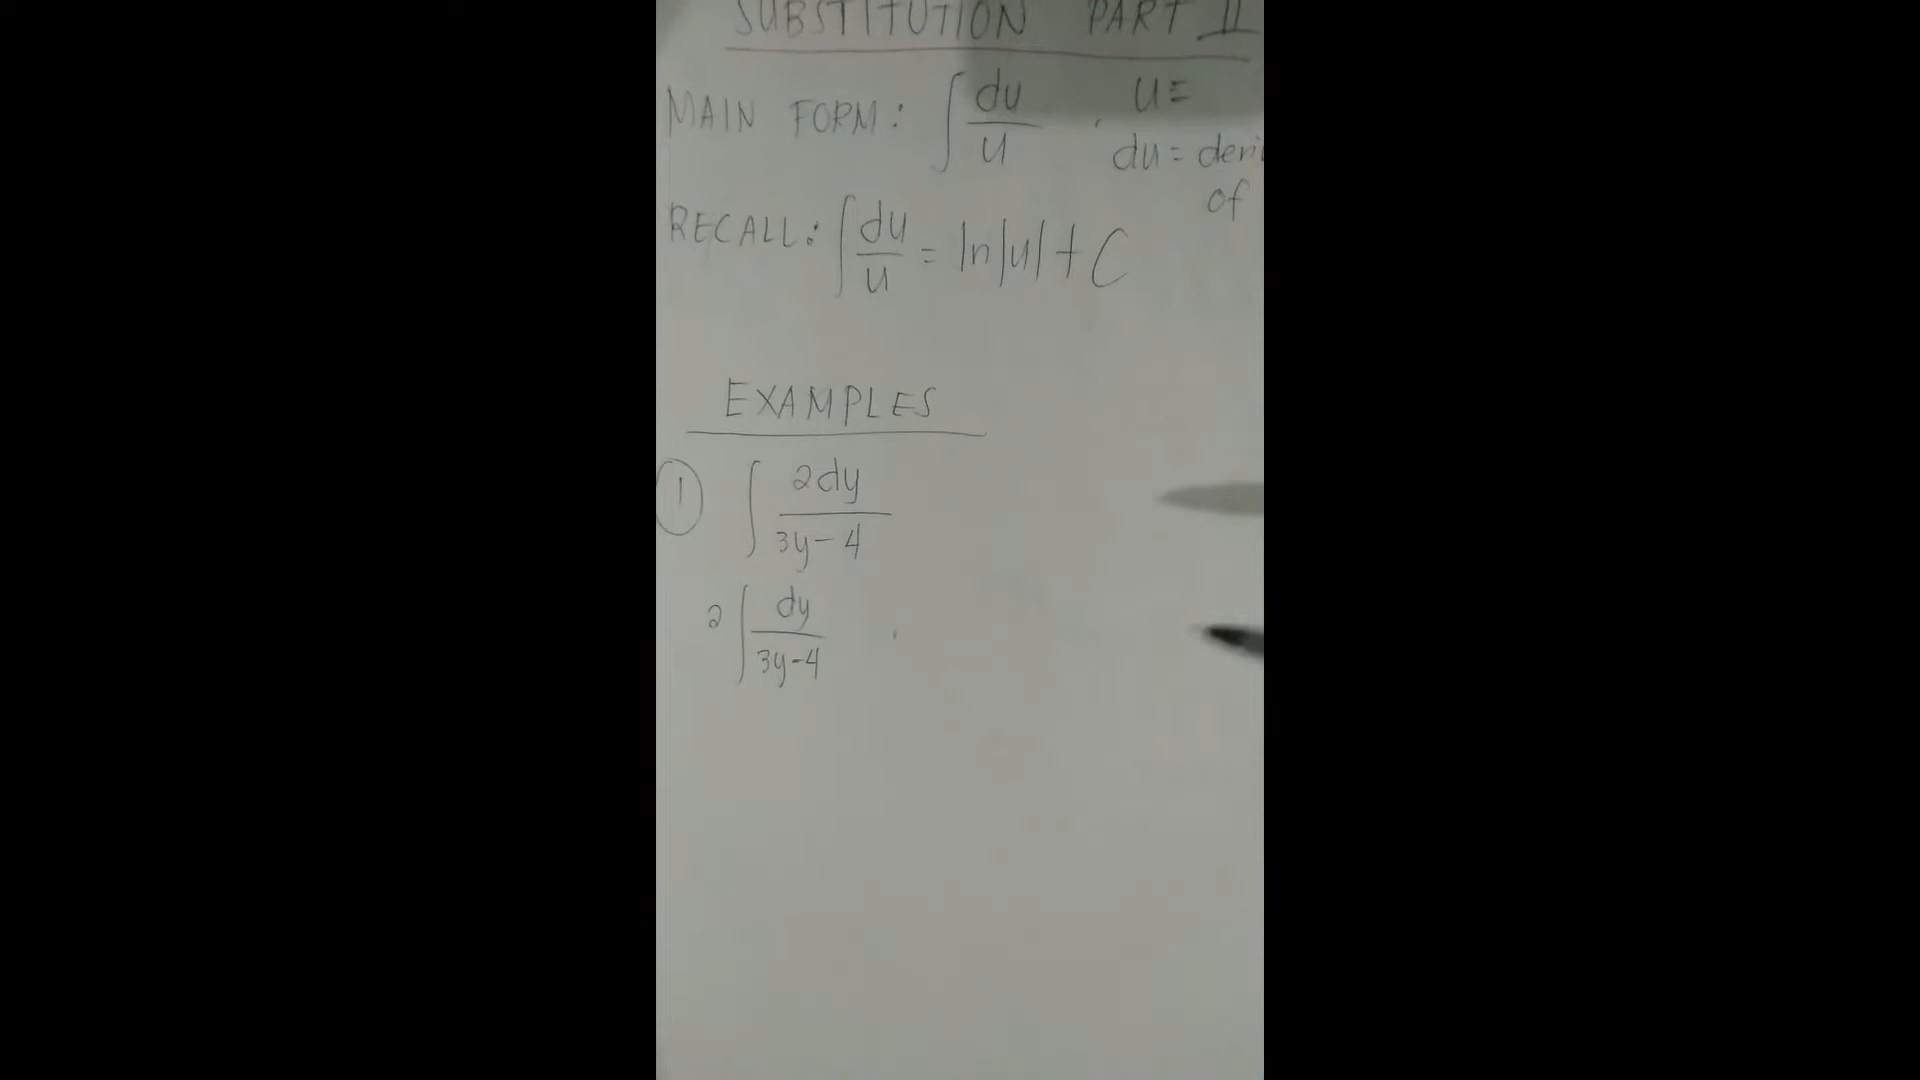 SUBSTITUTION PART II
MAIN FORM: ∫ du/u , u=
du = deri
of
RECALL: ∫ du/u = ln|u| + C
EXAMPLES
① ∫ 2dy/3y-4
2 ∫ dy/3y-4